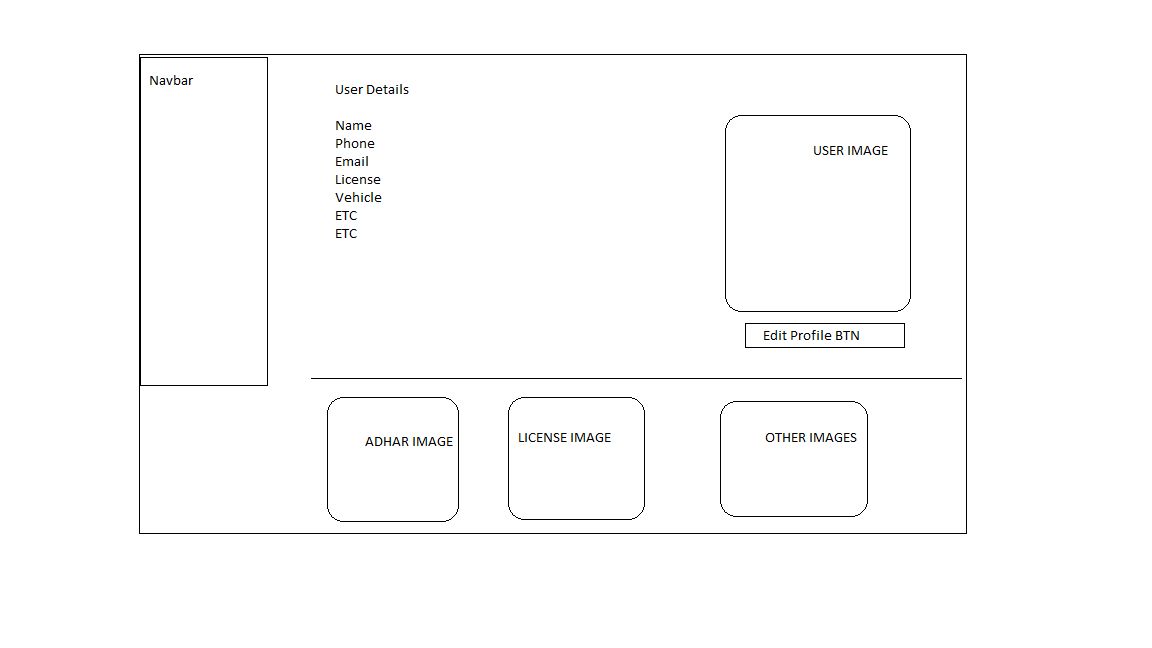 Navbar
User Details
Name
Phone
Email
License
Vehicle
ETC
ETC
USER IMAGE
Edit Profile BTN
ADHAR IMAGE
LICENSE IMAGE
OTHER IMAGES